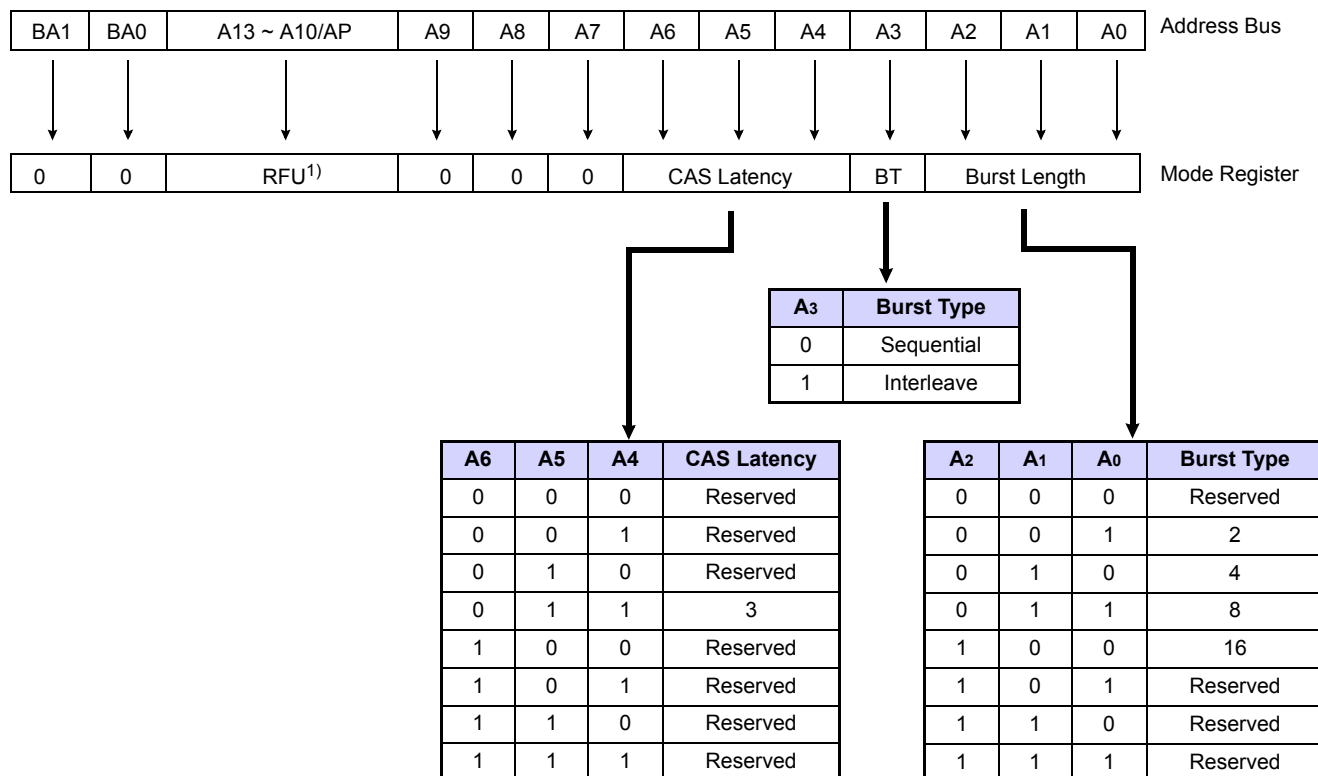 BA1 BA0 A13 ~ A10/AP A9 A8 A7 A6 A5 A4 A3 A2 A1 A0 Address Bus
0 0 RFU1) 0 0 0 CAS Latency BT Burst Length Mode Register
A3 Burst Type
0 Sequential
1 Interleave
A6 A5 A4 CAS Latency
0 0 0 Reserved
0 0 1 Reserved
0 1 0 Reserved
0 1 1 3
1 0 0 Reserved
1 0 1 Reserved
1 1 0 Reserved
1 1 1 Reserved
A2 A1 A0 Burst Type
0 0 0 Reserved
0 0 1 2
0 1 0 4
0 1 1 8
1 0 0 16
1 0 1 Reserved
1 1 0 Reserved
1 1 1 Reserved